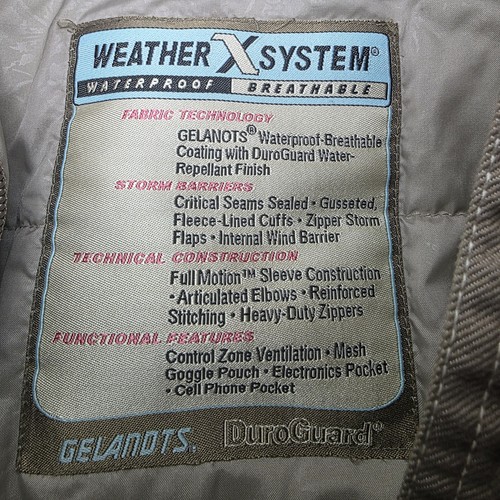 WEATHER X SYSTEM®
WATERPROOF BREATHABLE
FABRIC TECHNOLOGY
GELANOTS® Waterproof-Breathable
Coating with DuroGuard Water-
Repellant Finish
STORM BARRIERS
Critical Seams Sealed • Gusseted,
Fleece-Lined Cuffs • Zipper Storm
Flaps • Internal Wind Barrier
TECHNICAL CONSTRUCTION
Full Motion™ Sleeve Construction
• Articulated Elbows • Reinforced
Stitching • Heavy-Duty Zippers
FUNCTIONAL FEATURES
Control Zone Ventilation • Mesh
Goggle Pouch • Electronics Pocket
• Cell Phone Pocket
GELANOTS® DuroGuard®